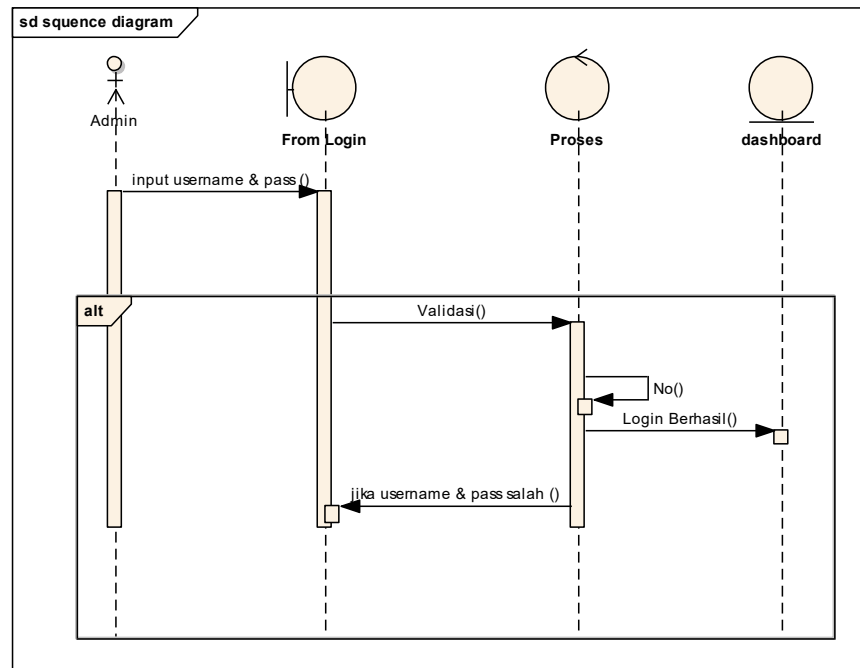 sd squence diagram
Admin
From Login
Proses
dashboard
input username & pass ()
alt
Validasi()
No()
Login Berhasil()
jika username & pass salah ()